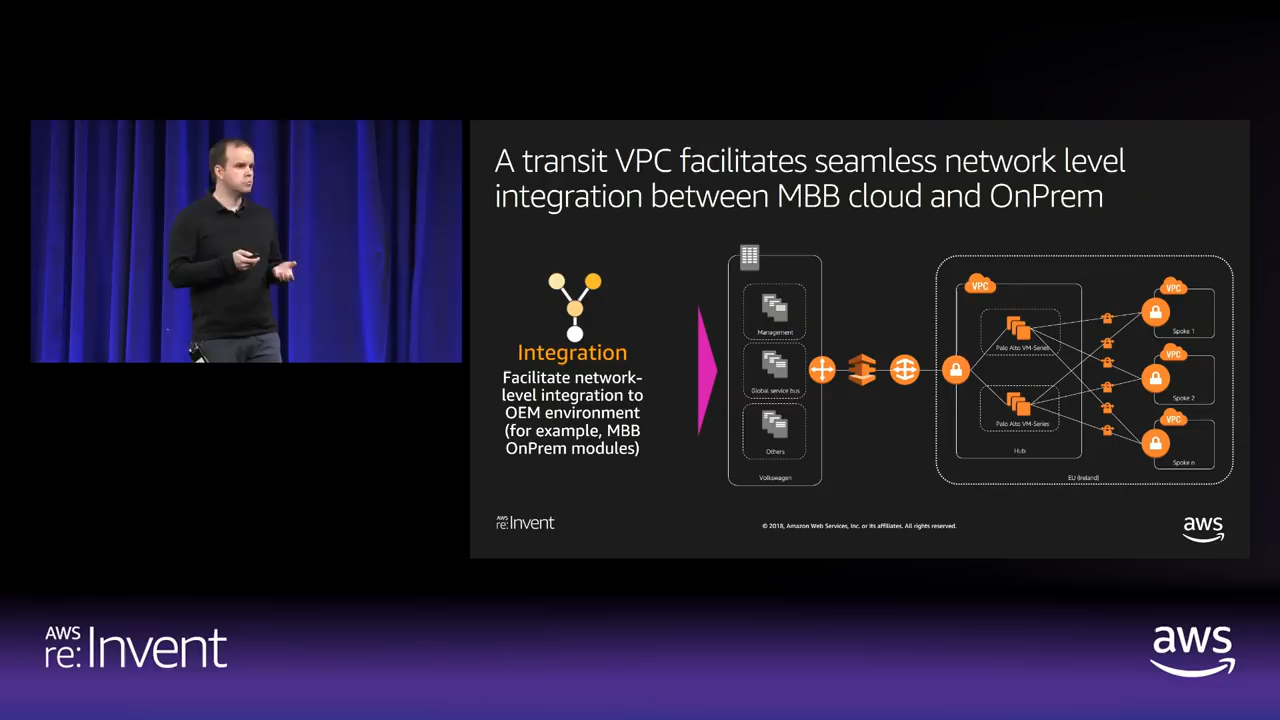 A transit VPC facilitates seamless network level
integration between MBB cloud and OnPrem
Integration
Facilitate network-
level integration to
OEM environment
(for example, MBB
OnPrem modules)
Management
Global service bus
Others
Volkswagen
VPC
Palo Alto VM-Series
Palo Alto VM-Series
Hub
VPC
Spoke 1
VPC
Spoke 2
VPC
Spoke n
EU (Ireland)
AWS
re:Invent
© 2018, Amazon Web Services, Inc. or its affiliates. All rights reserved.
aws
AWS
re:Invent
aws